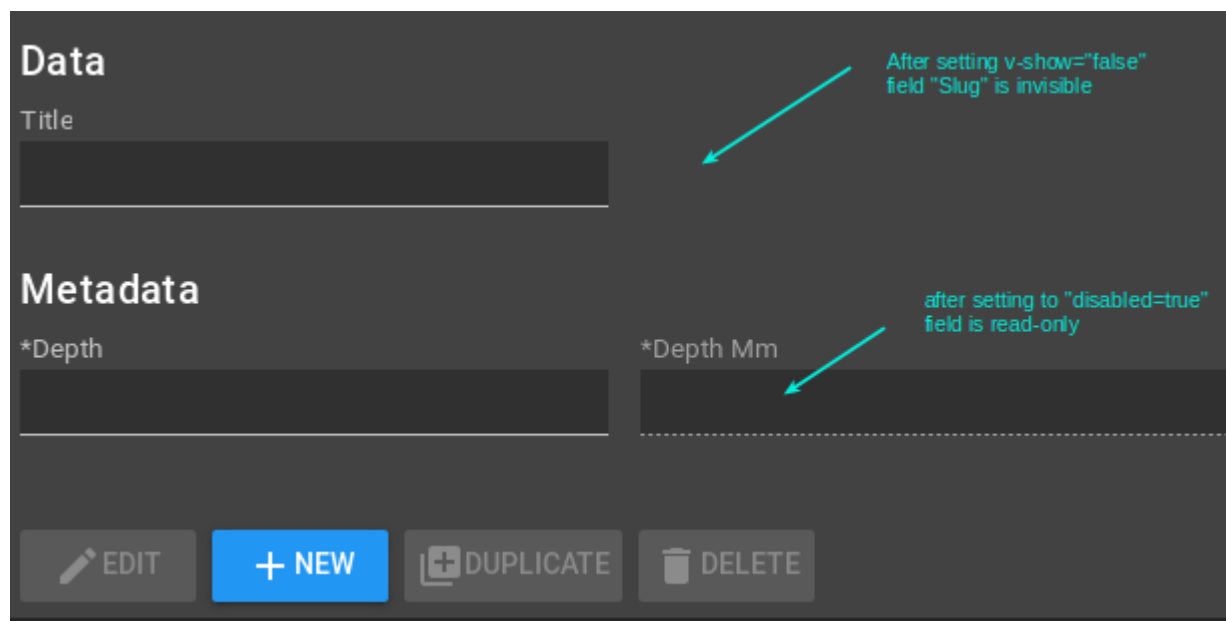 Data
After setting v-show="false"
field "Slug" is invisible
Title
Metadata
after setting to "disabled=true"
field is read-only
*Depth
*Depth Mm
EDIT
NEW
DUPLICATE
DELETE